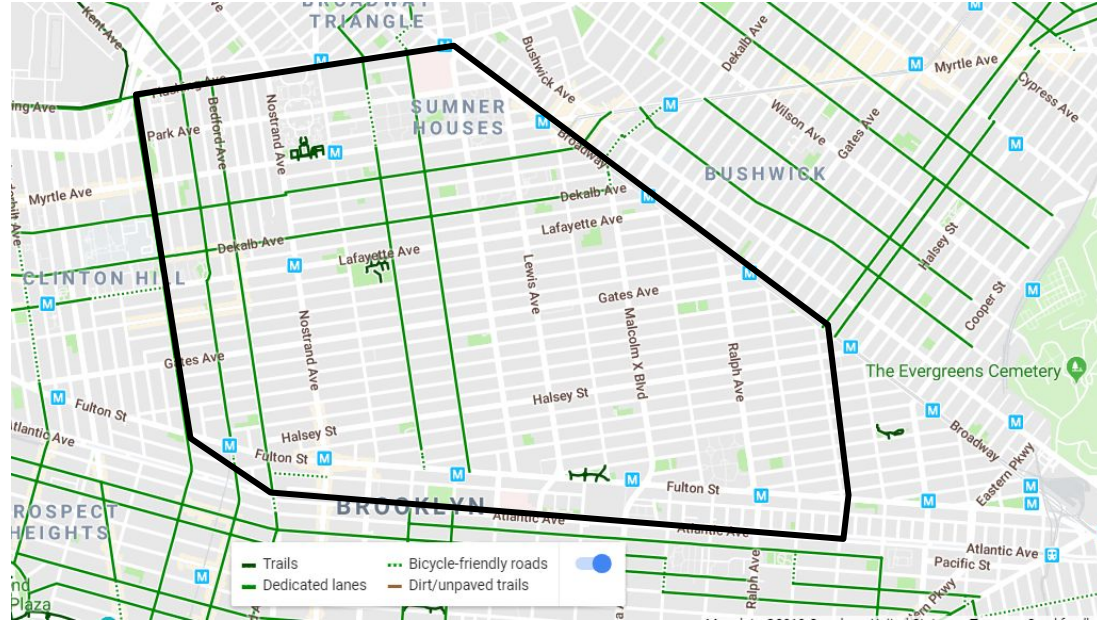 BROADWAY
TRIANGLE
Kent Ave
Bushwick Ave
Dekalb Ave
Myrtle Ave
Cypress Ave
Flushing Ave
ing Ave
Bedford Ave
Nostrand Ave
SUMNER
HOUSES
Park Ave
Wilson Ave
Gates Ave
Broadway
Myrtle Ave
BUSHWICK
Dekalb Ave
Lafayette Ave
Dekalb Ave
Lafayette Ave
Halsey St
CLINTON HILL
Lewis Ave
Gates Ave
Cooper St
Nostrand Ave
Malcolm X Blvd
Ralph Ave
Gates Ave
The Evergreens Cemetery
Halsey St
Fulton St
Halsey St
Atlantic Ave
Fulton St
Broadway
Eastern Pkwy
Fulton St
BROOKLYN
ROSPECT
HEIGHTS
Atlantic Ave
Atlantic Ave
Atlantic Ave
Pacific St
Ralph Ave
Trails
Bicycle-friendly roads
Dedicated lanes
Dirt/unpaved trails
nd
Plaza